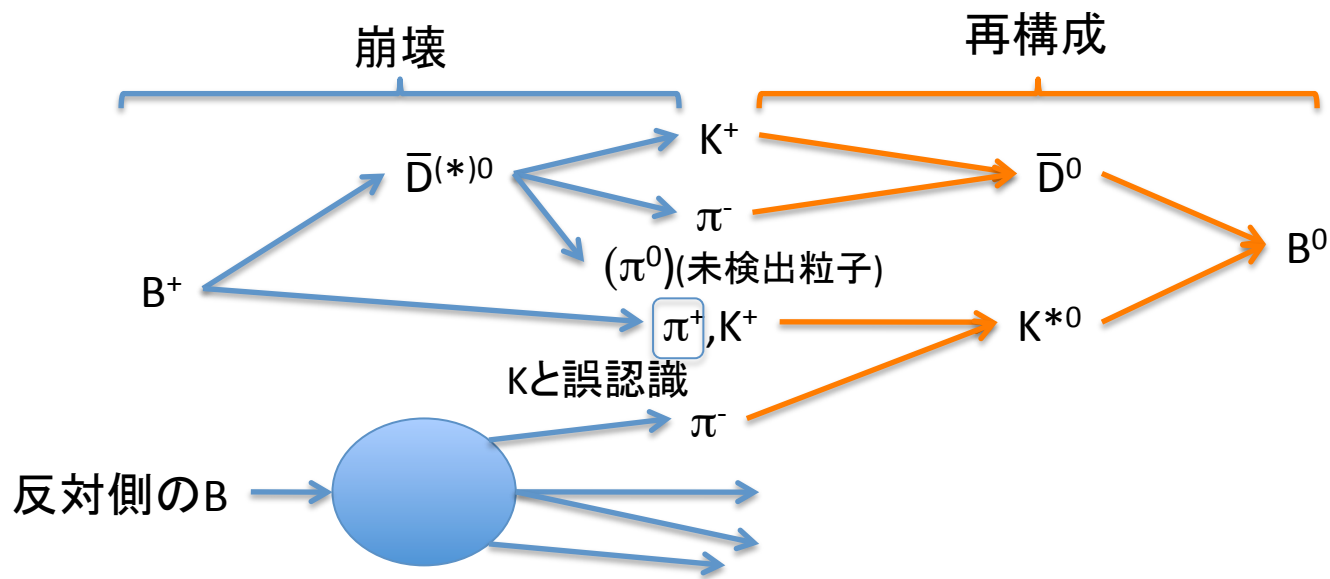 崩壊
再構成
K⁺
D̅⁽*⁾⁰
D̅⁰
π⁻
B⁰
(π⁰)(未検出粒子)
B⁺
π⁺,K⁺
K*⁰
Kと誤認識
π⁻
反対側のB